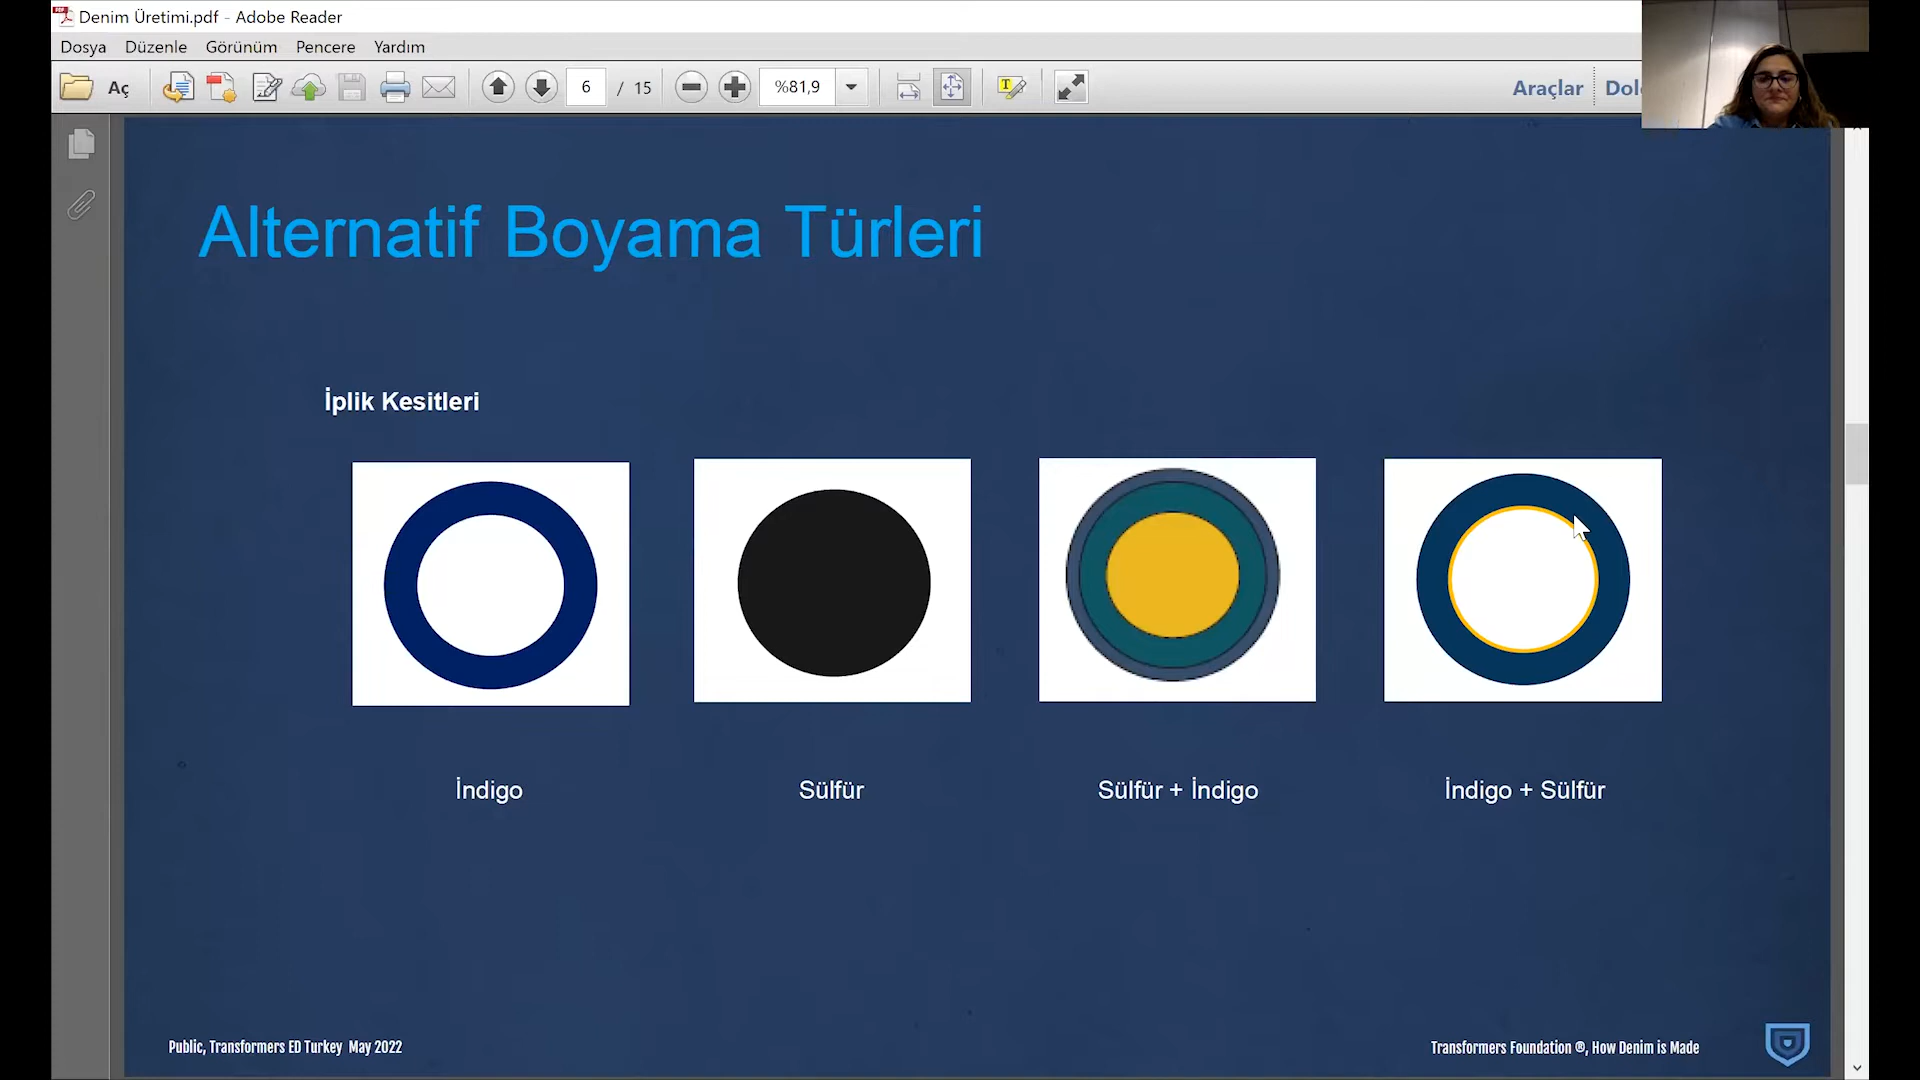 Denim Üretimi.pdf - Adobe Reader
Dosya Düzenle Görünüm Pencere Yardım
Aç 6 / 15 %81,9 Araçlar
Alternatif Boyama Türleri
İplik Kesitleri
İndigo Sülfür Sülfür + İndigo İndigo + Sülfür
Public, Transformers ED Turkey May 2022
Transformers Foundation ®, How Denim is Made